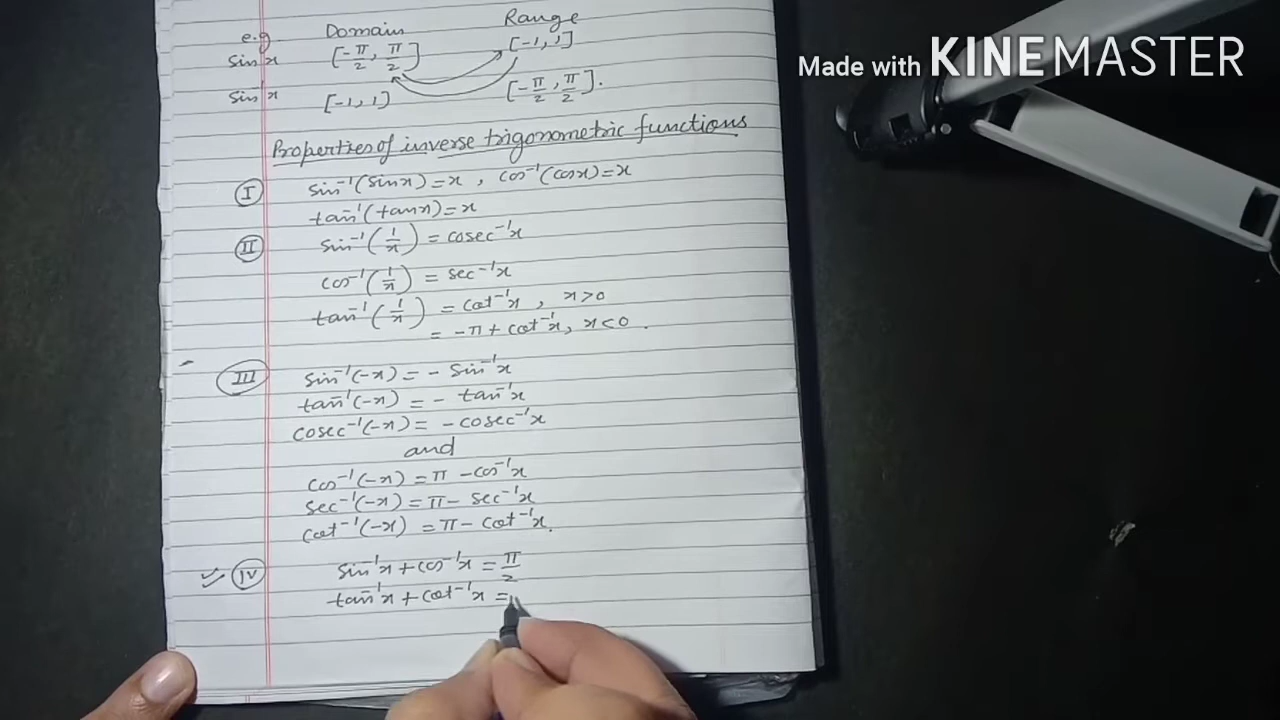 e.g Domain Range
sin x [-π/2, π/2] [-1, 1]
sin x [-1, 1] [-π/2, π/2].
Properties of inverse trigonometric functions
I sin⁻¹(sinx) = x , cos⁻¹(cosx) = x
tan⁻¹(tanx) = x
II sin⁻¹(1/x) = cosec⁻¹x
cos⁻¹(1/x) = sec⁻¹x
tan⁻¹(1/x) = cot⁻¹x , x>0
= -π + cot⁻¹x, x<0 .
III sin⁻¹(-x) = - sin⁻¹x
tan⁻¹(-x) = - tan⁻¹x
cosec⁻¹(-x) = - cosec⁻¹x
and
cos⁻¹(-x) = π - cos⁻¹x
sec⁻¹(-x) = π - sec⁻¹x
cot⁻¹(-x) = π - cot⁻¹x.
IV sin⁻¹x + cos⁻¹x = π/2
tan⁻¹x + cot⁻¹x =
Made with KINEMASTER